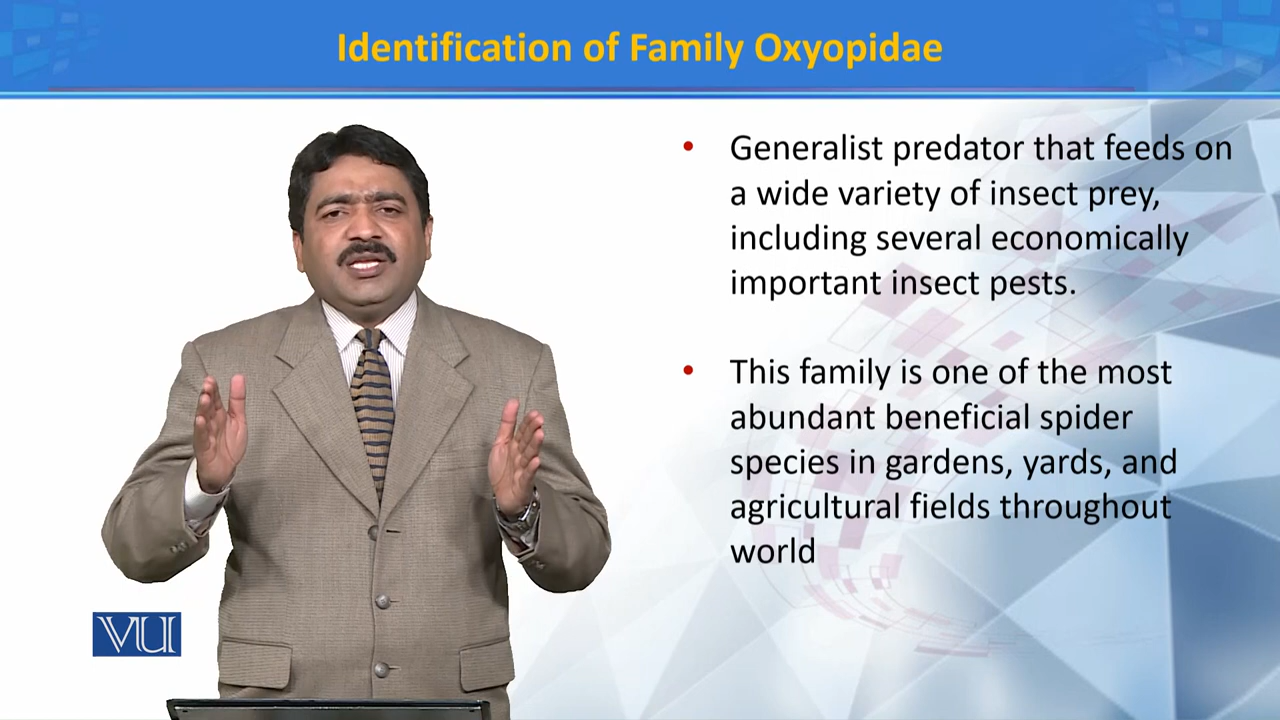 Identification of Family Oxyopidae
• Generalist predator that feeds on
a wide variety of insect prey,
including several economically
important insect pests.
• This family is one of the most
abundant beneficial spider
species in gardens, yards, and
agricultural fields throughout
world
VU